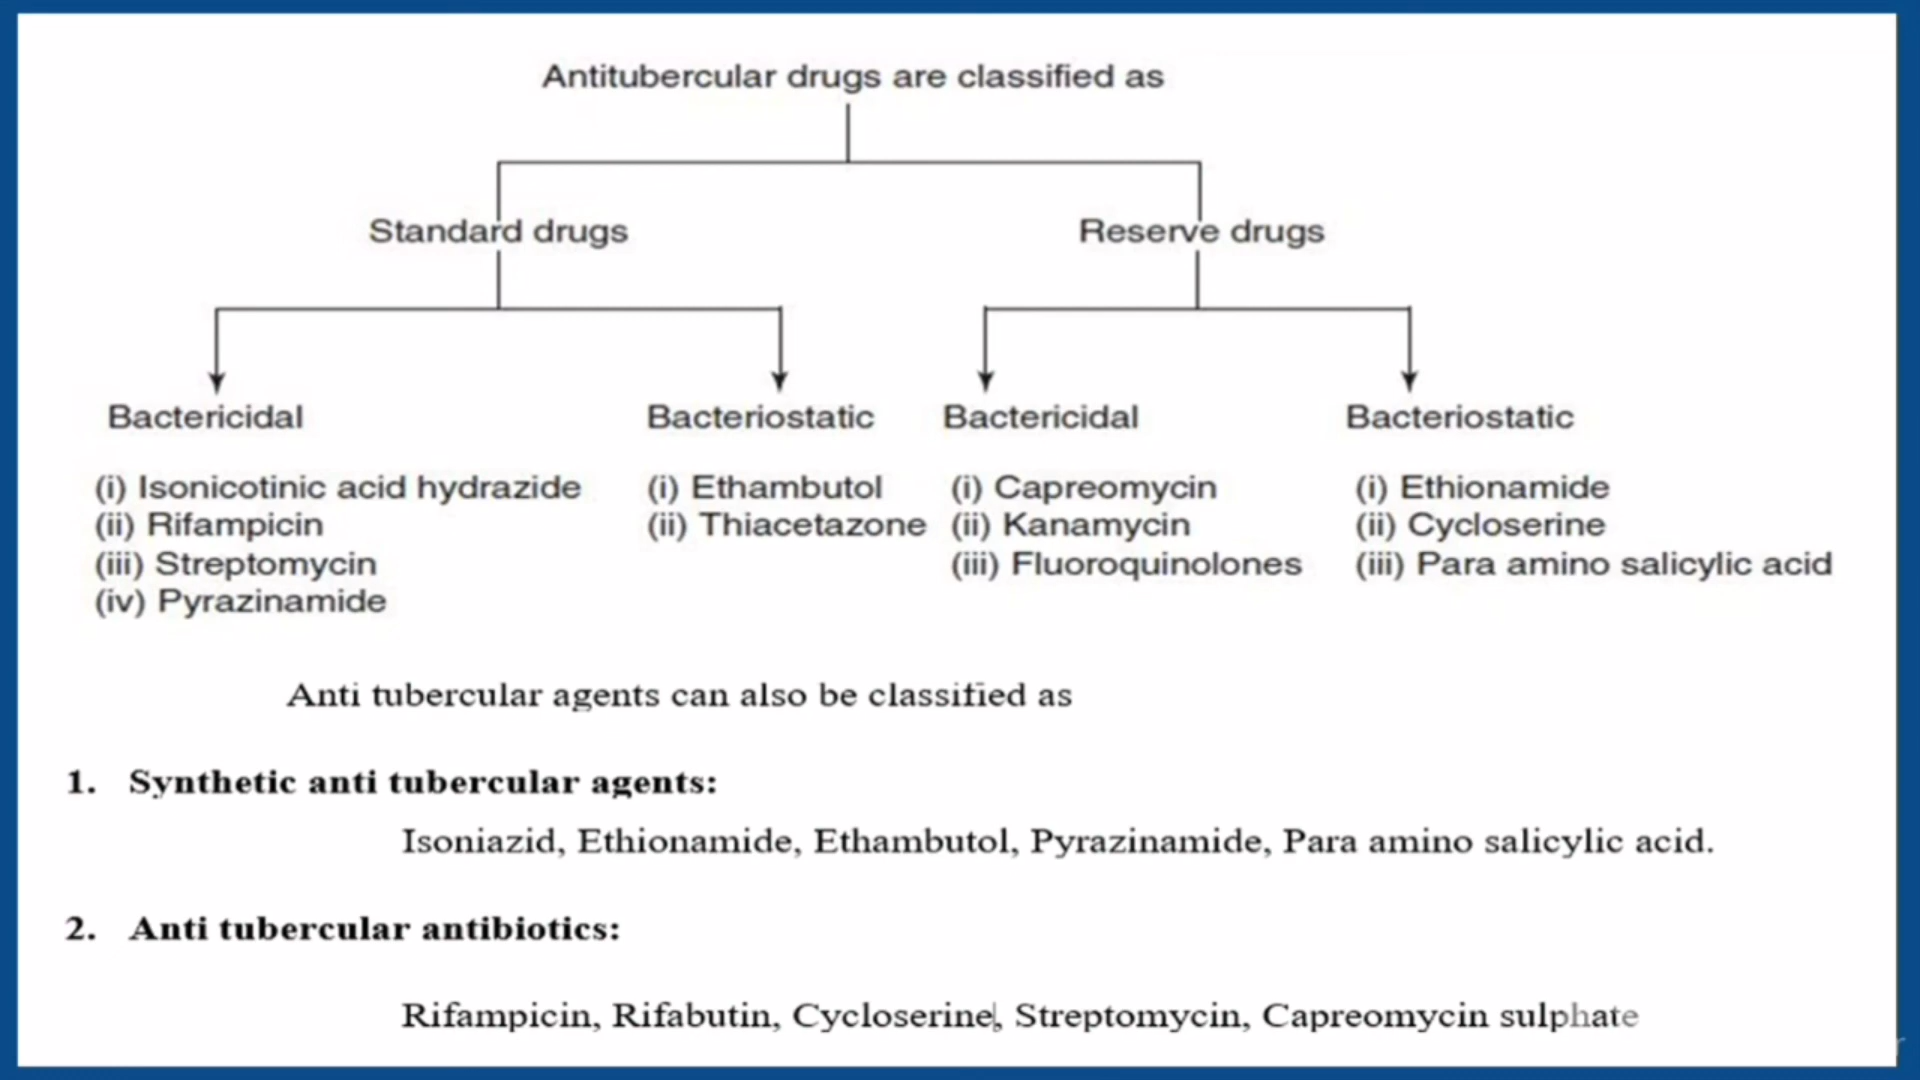 Antitubercular drugs are classified as
Standard drugs
Reserve drugs
Bactericidal
(i) Isonicotinic acid hydrazide
(ii) Rifampicin
(iii) Streptomycin
(iv) Pyrazinamide
Bacteriostatic
(i) Ethambutol
(ii) Thiacetazone
Bactericidal
(i) Capreomycin
(ii) Kanamycin
(iii) Fluoroquinolones
Bacteriostatic
(i) Ethionamide
(ii) Cycloserine
(iii) Para amino salicylic acid
Anti tubercular agents can also be classified as
1. Synthetic anti tubercular agents:
Isoniazid, Ethionamide, Ethambutol, Pyrazinamide, Para amino salicylic acid.
2. Anti tubercular antibiotics:
Rifampicin, Rifabutin, Cycloserine, Streptomycin, Capreomycin sulphate